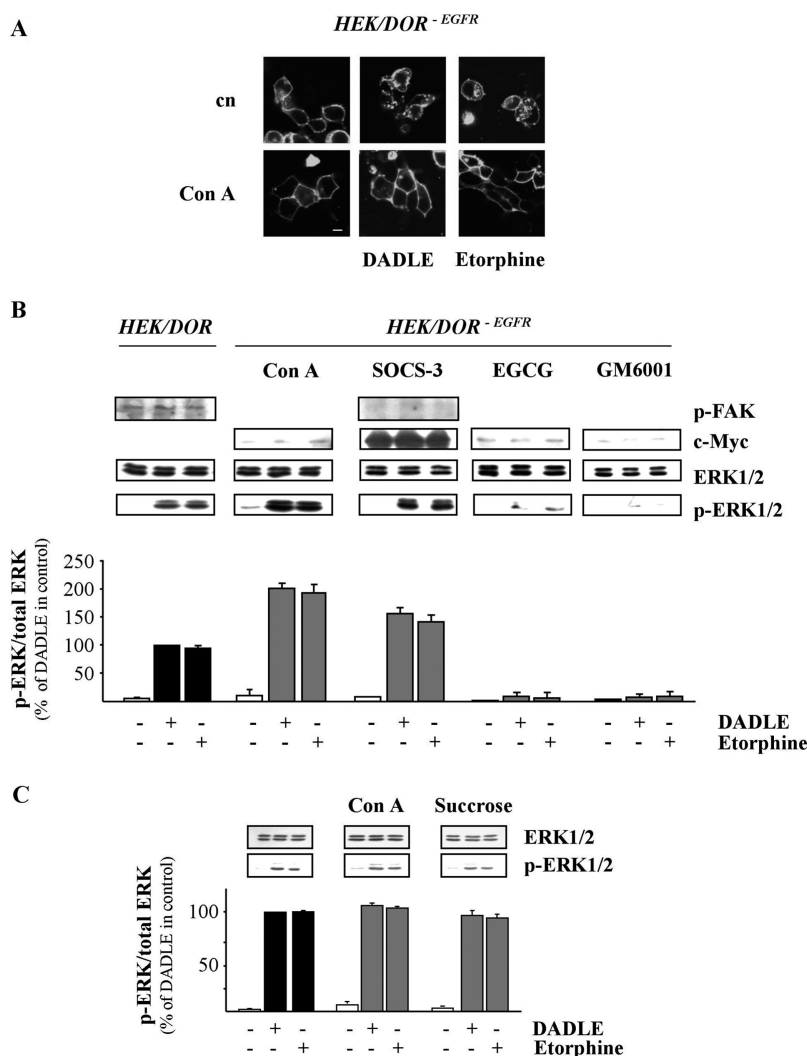 A
HEK/DOR - EGFR
cn
Con A
DADLE Etorphine
B
HEK/DOR HEK/DOR - EGFR
Con A SOCS-3 EGCG GM6001
p-FAK
c-Myc
ERK1/2
p-ERK1/2
p-ERK/total ERK
(% of DADLE in control)
250
200
150
100
50
- + - - + - - + - - + - - + - DADLE
- - + - - + - - + - - + - - + Etorphine
C
Con A Succrose
ERK1/2
p-ERK1/2
p-ERK/total ERK
(% of DADLE in control)
100
50
- + - - + - - + - DADLE
- - + - - + - - + Etorphine